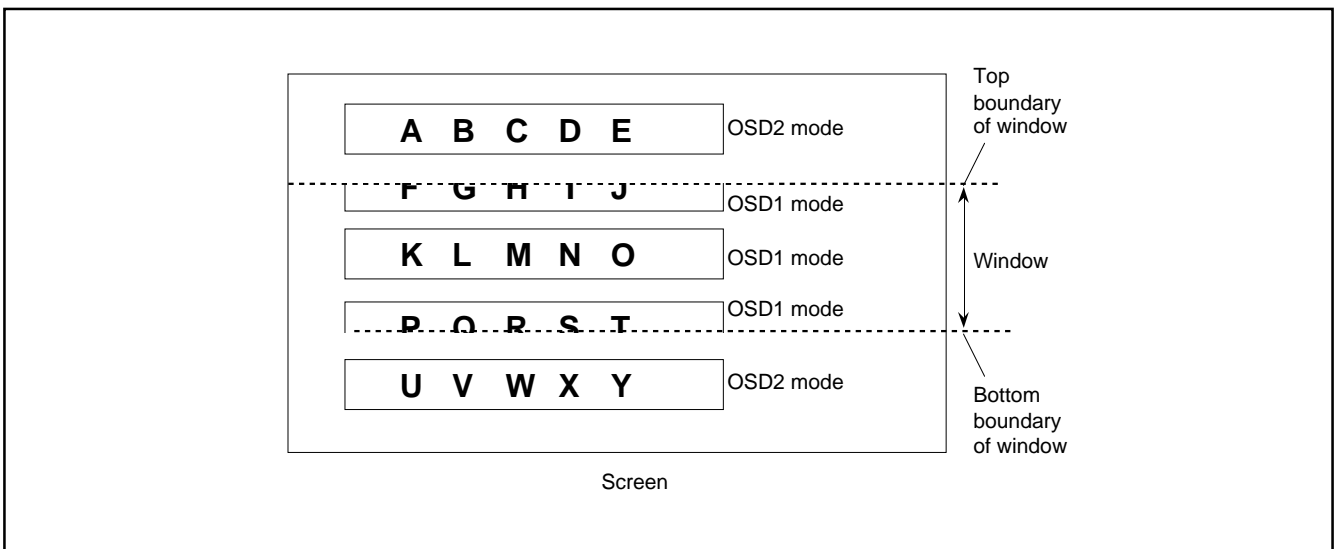 Top
boundary
of window
A B C D E
OSD2 mode
F G H I J
OSD1 mode
K L M N O
OSD1 mode
Window
P Q R S T
OSD1 mode
U V W X Y
OSD2 mode
Bottom
boundary
of window
Screen